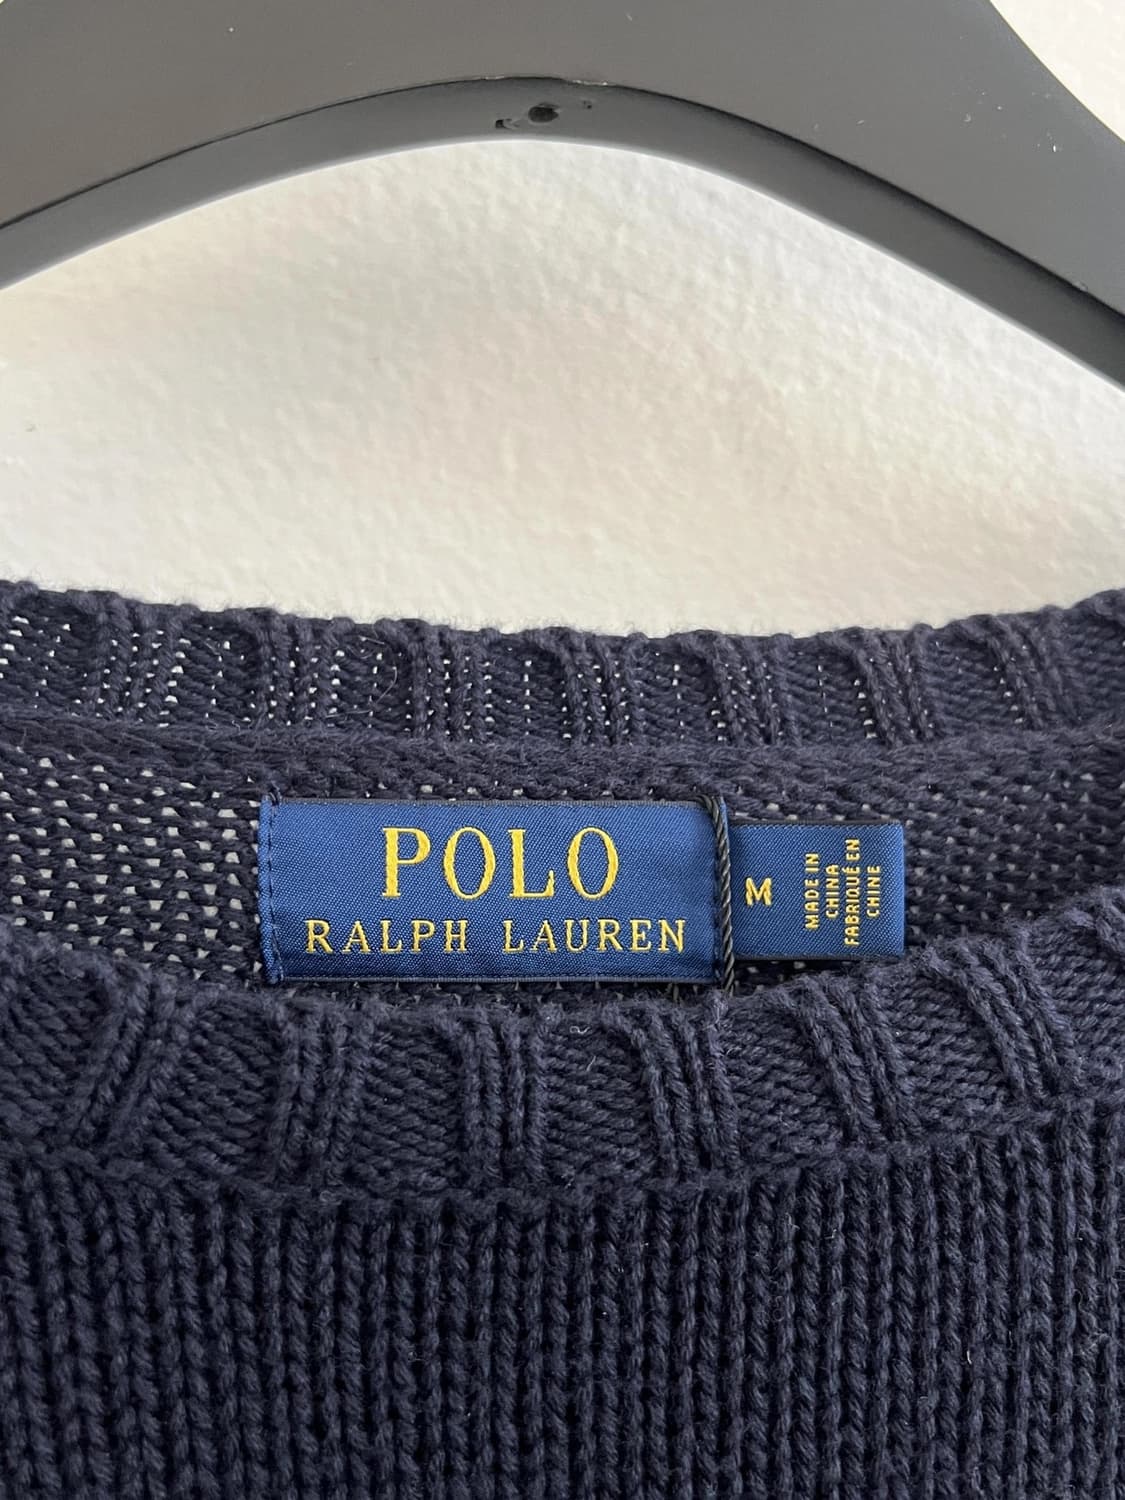 POLO
RALPH LAUREN
M
MADE IN
CHINA
FABRIQUÉ EN
CHINE